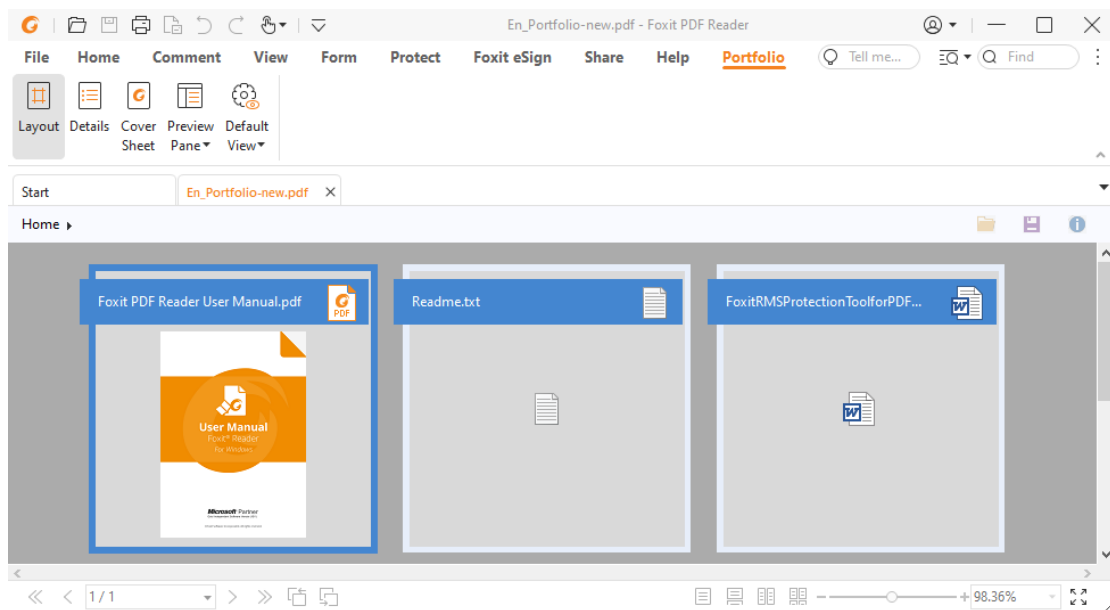 En_Portfolio-new.pdf - Foxit PDF Reader
File Home Comment View Form Protect Foxit eSign Share Help Portfolio Tell me... Find
Layout Details Cover Sheet Preview Pane Default View
Start En_Portfolio-new.pdf
Home
Foxit PDF Reader User Manual.pdf
PDF
Readme.txt
FoxitRMSProtectionToolforPDF...
User Manual
Foxit® Reader
For Windows
Microsoft Partner
1 / 1
98.36%